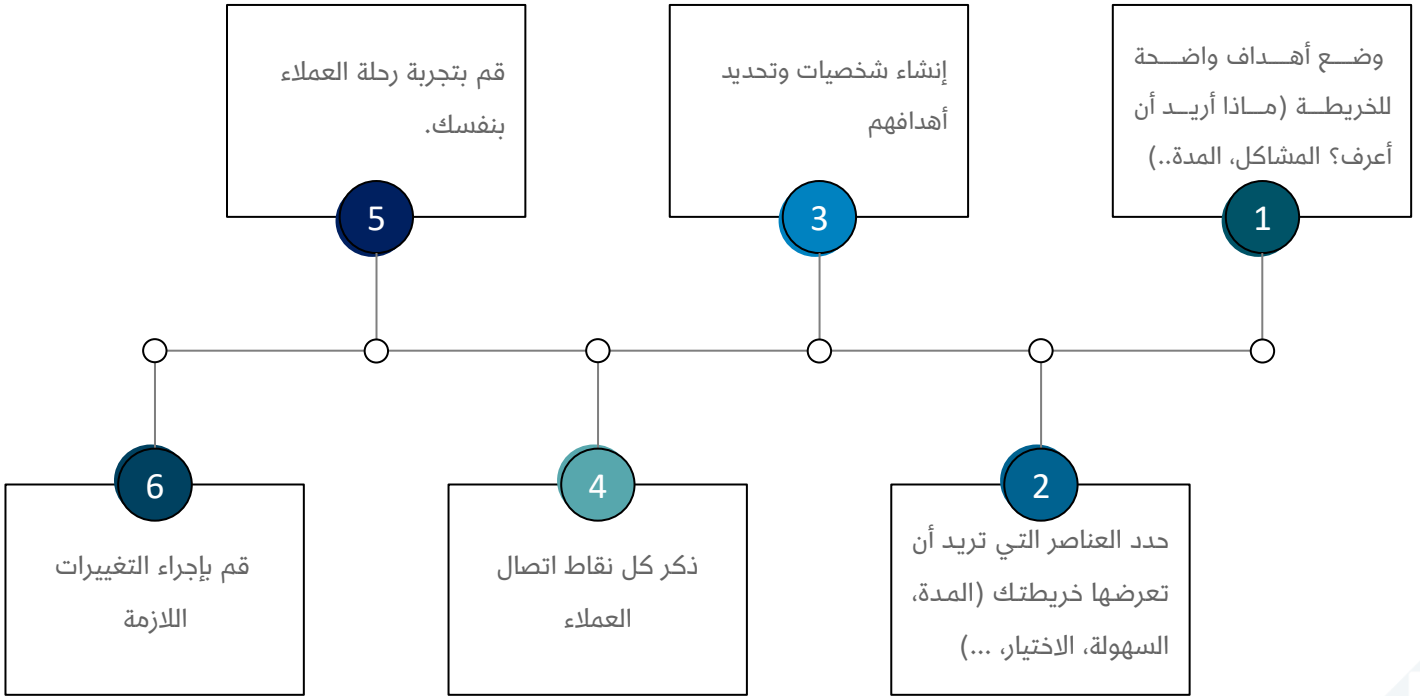 وضع أهداف واضحة
للخريطة (ماذا أريد أن
أعرف؟ المشاكل، المدة..)
1
2
حدد العناصر التي تريد أن
تعرضها خريطتك (المدة،
السهولة، الاختيار، ...)
إنشاء شخصيات وتحديد
أهدافهم
3
4
ذكر كل نقاط اتصال
العملاء
قم بتجربة رحلة العملاء
بنفسك.
5
6
قم بإجراء التغييرات
اللازمة